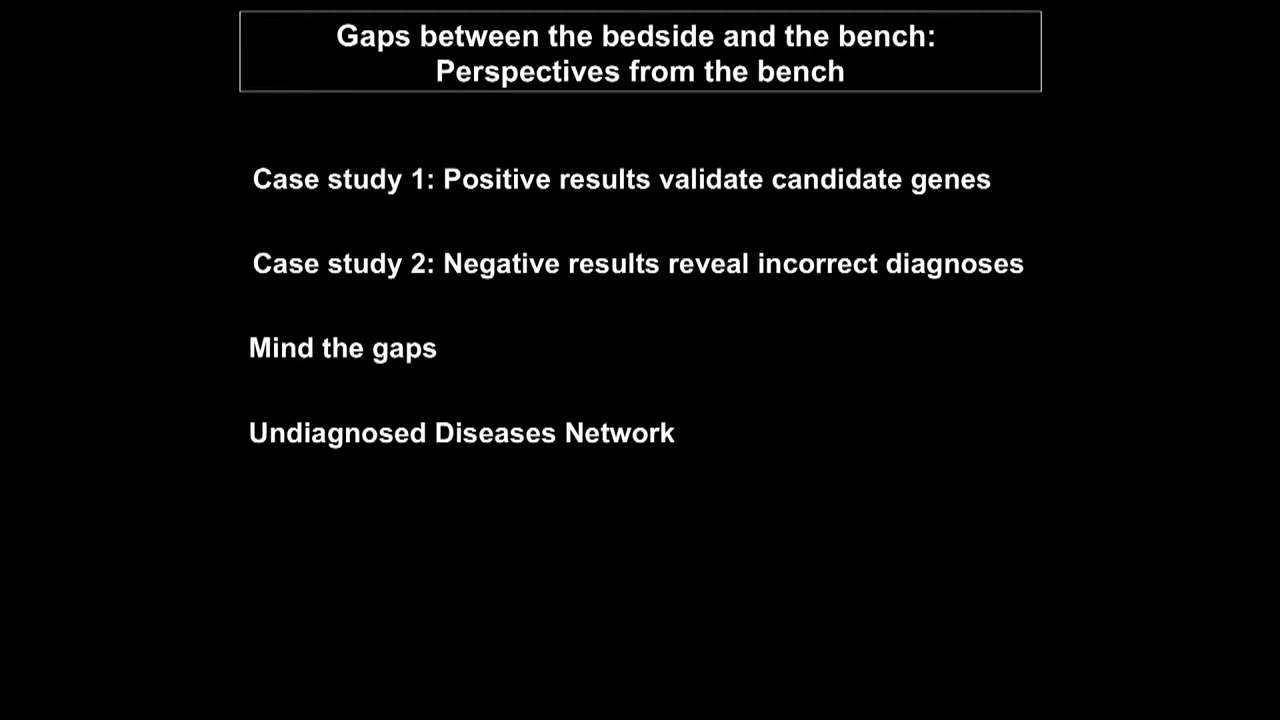 Gaps between the bedside and the bench:
Perspectives from the bench
Case study 1: Positive results validate candidate genes
Case study 2: Negative results reveal incorrect diagnoses
Mind the gaps
Undiagnosed Diseases Network